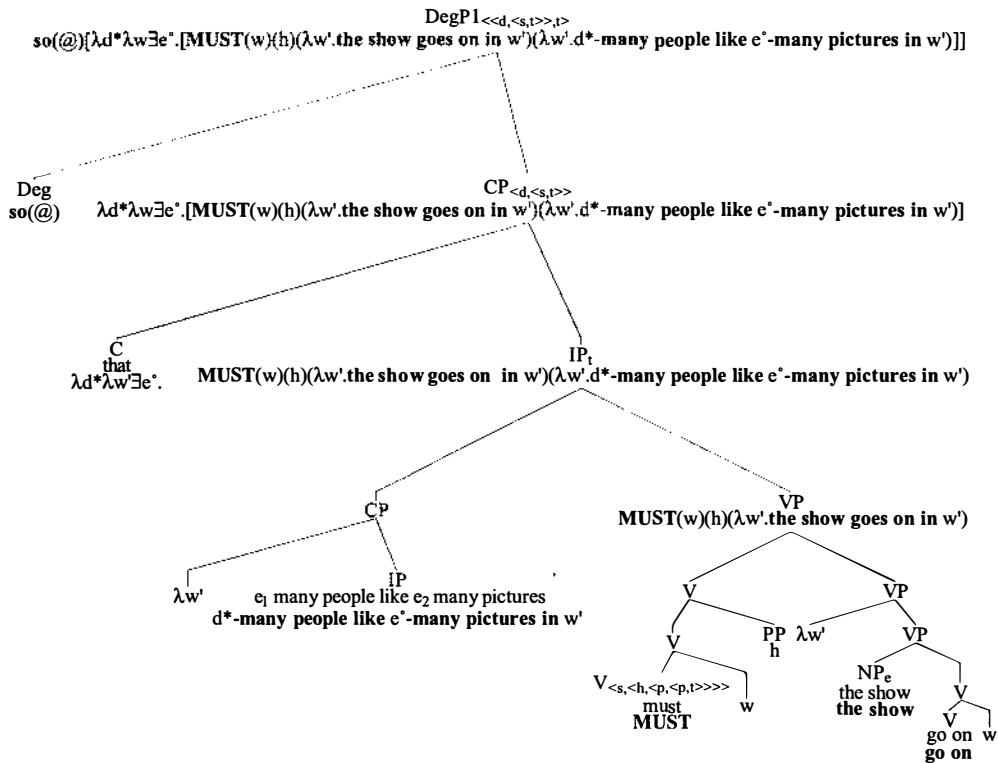 DegP1<<d,<s,t>>,t>
so(@)[λd*λw∃e°.[MUST(w)(h)(λw'.the show goes on in w')(λw'.d*-many people like e°-many pictures in w')]]
Deg
so(@)
CP<d,<s,t>>
λd*λw∃e°.[MUST(w)(h)(λw'.the show goes on in w')(λw'.d*-many people like e°-many pictures in w')]
C
that
λd*λw'∃e°.
IPt
MUST(w)(h)(λw'.the show goes on in w')(λw'.d*-many people like e°-many pictures in w')
CP
VP
MUST(w)(h)(λw'.the show goes on in w')
λw'
IP
e1 many people like e2 many pictures
d*-many people like e°-many pictures in w'
V
VP
V
PP
h
λw'
VP
V<s,<h,<p,<p,t>>>>
must
MUST
w
NPe
the show
the show
V
V
go on
go on
w